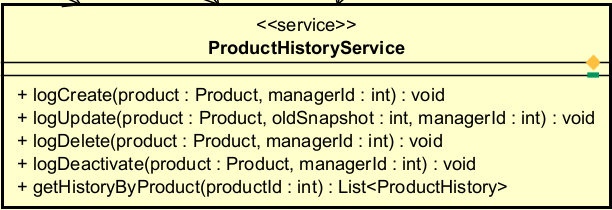 <<service>>
ProductHistoryService
+ logCreate(product : Product, managerId : int) : void
+ logUpdate(product : Product, oldSnapshot : int, managerId : int) : void
+ logDelete(product : Product, managerId : int) : void
+ logDeactivate(product : Product, managerId : int) : void
+ getHistoryByProduct(productId : int) : List<ProductHistory>